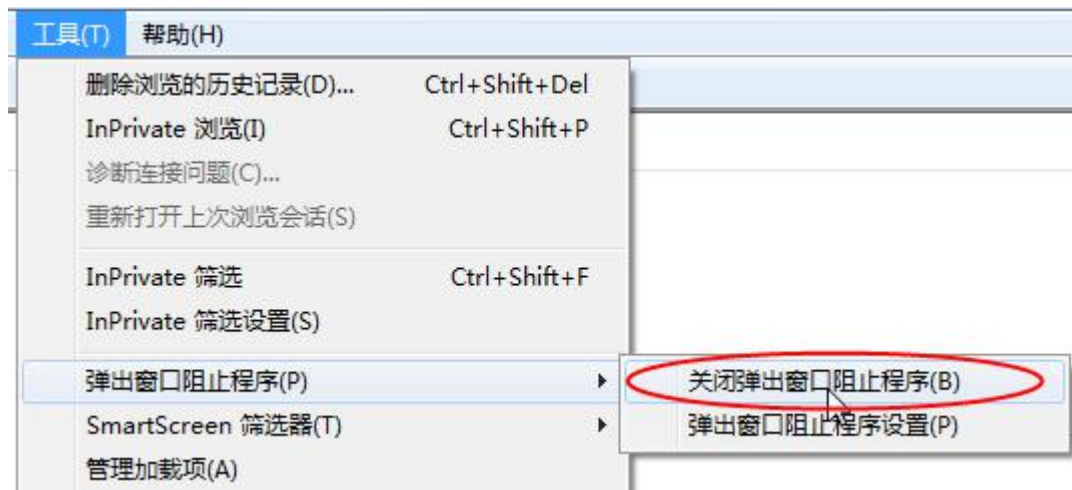 工具(T) 帮助(H)
删除浏览的历史记录(D)... Ctrl+Shift+Del
InPrivate 浏览(I) Ctrl+Shift+P
诊断连接问题(C)...
重新打开上次浏览会话(S)
InPrivate 筛选 Ctrl+Shift+F
InPrivate 筛选设置(S)
弹出窗口阻止程序(P) 关闭弹出窗口阻止程序(B)
SmartScreen 筛选器(T) 弹出窗口阻止程序设置(P)
管理加载项(A)